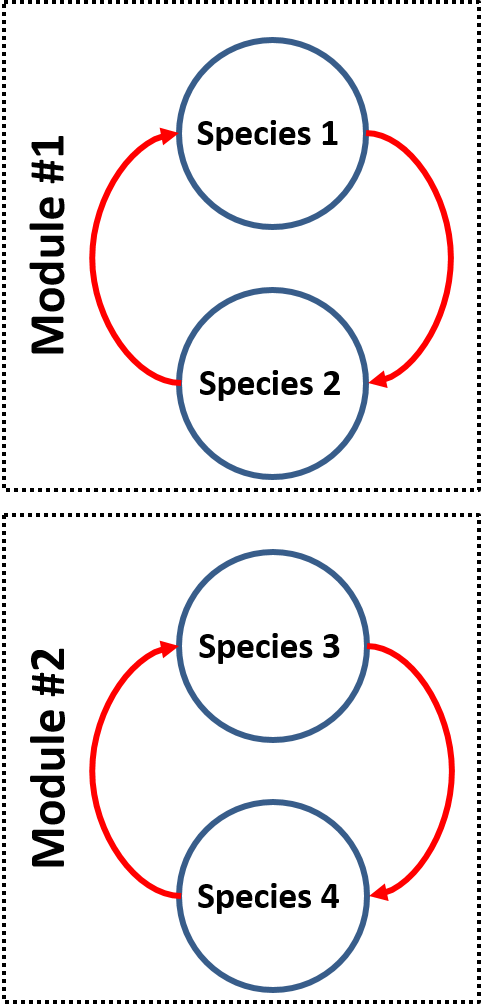 Module #1
Species 1
Species 2
Module #2
Species 3
Species 4